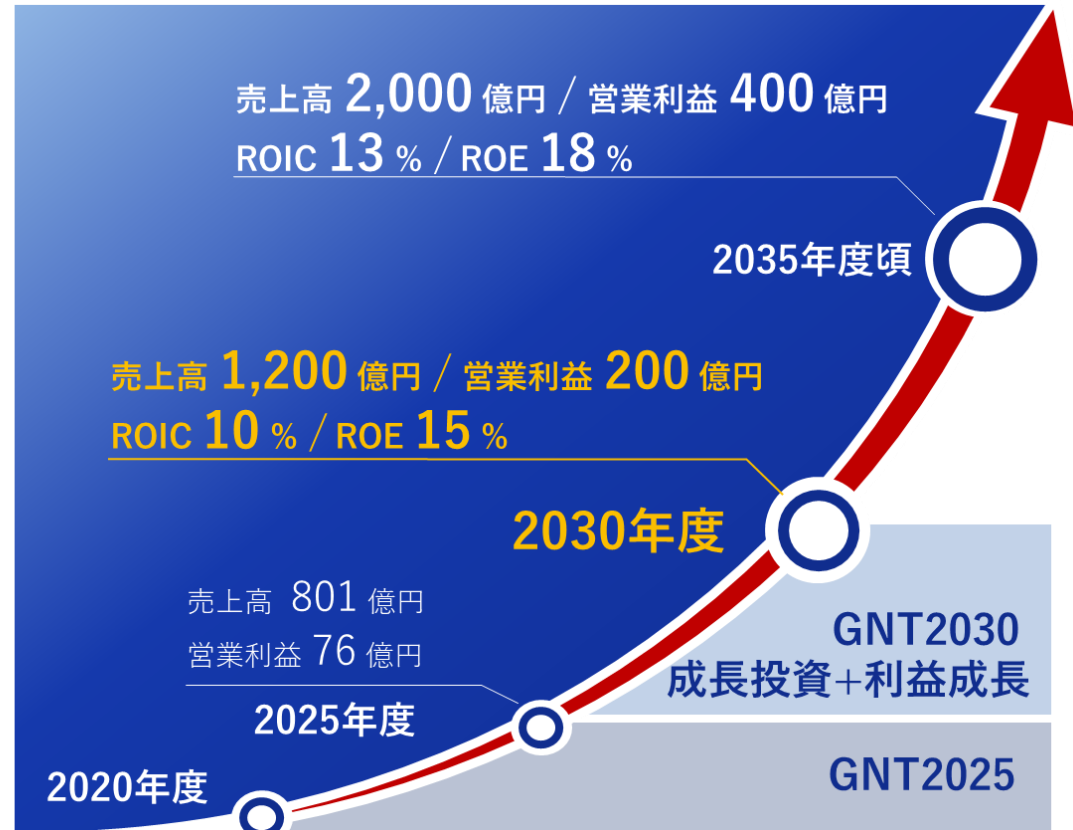 売上高 2,000 億円 / 営業利益 400 億円
ROIC 13 % / ROE 18 %
2035年度頃
売上高 1,200 億円 / 営業利益 200 億円
ROIC 10 % / ROE 15 %
2030年度
売上高 801 億円
営業利益 76 億円
2025年度
2020年度
GNT2030
成長投資+利益成長
GNT2025